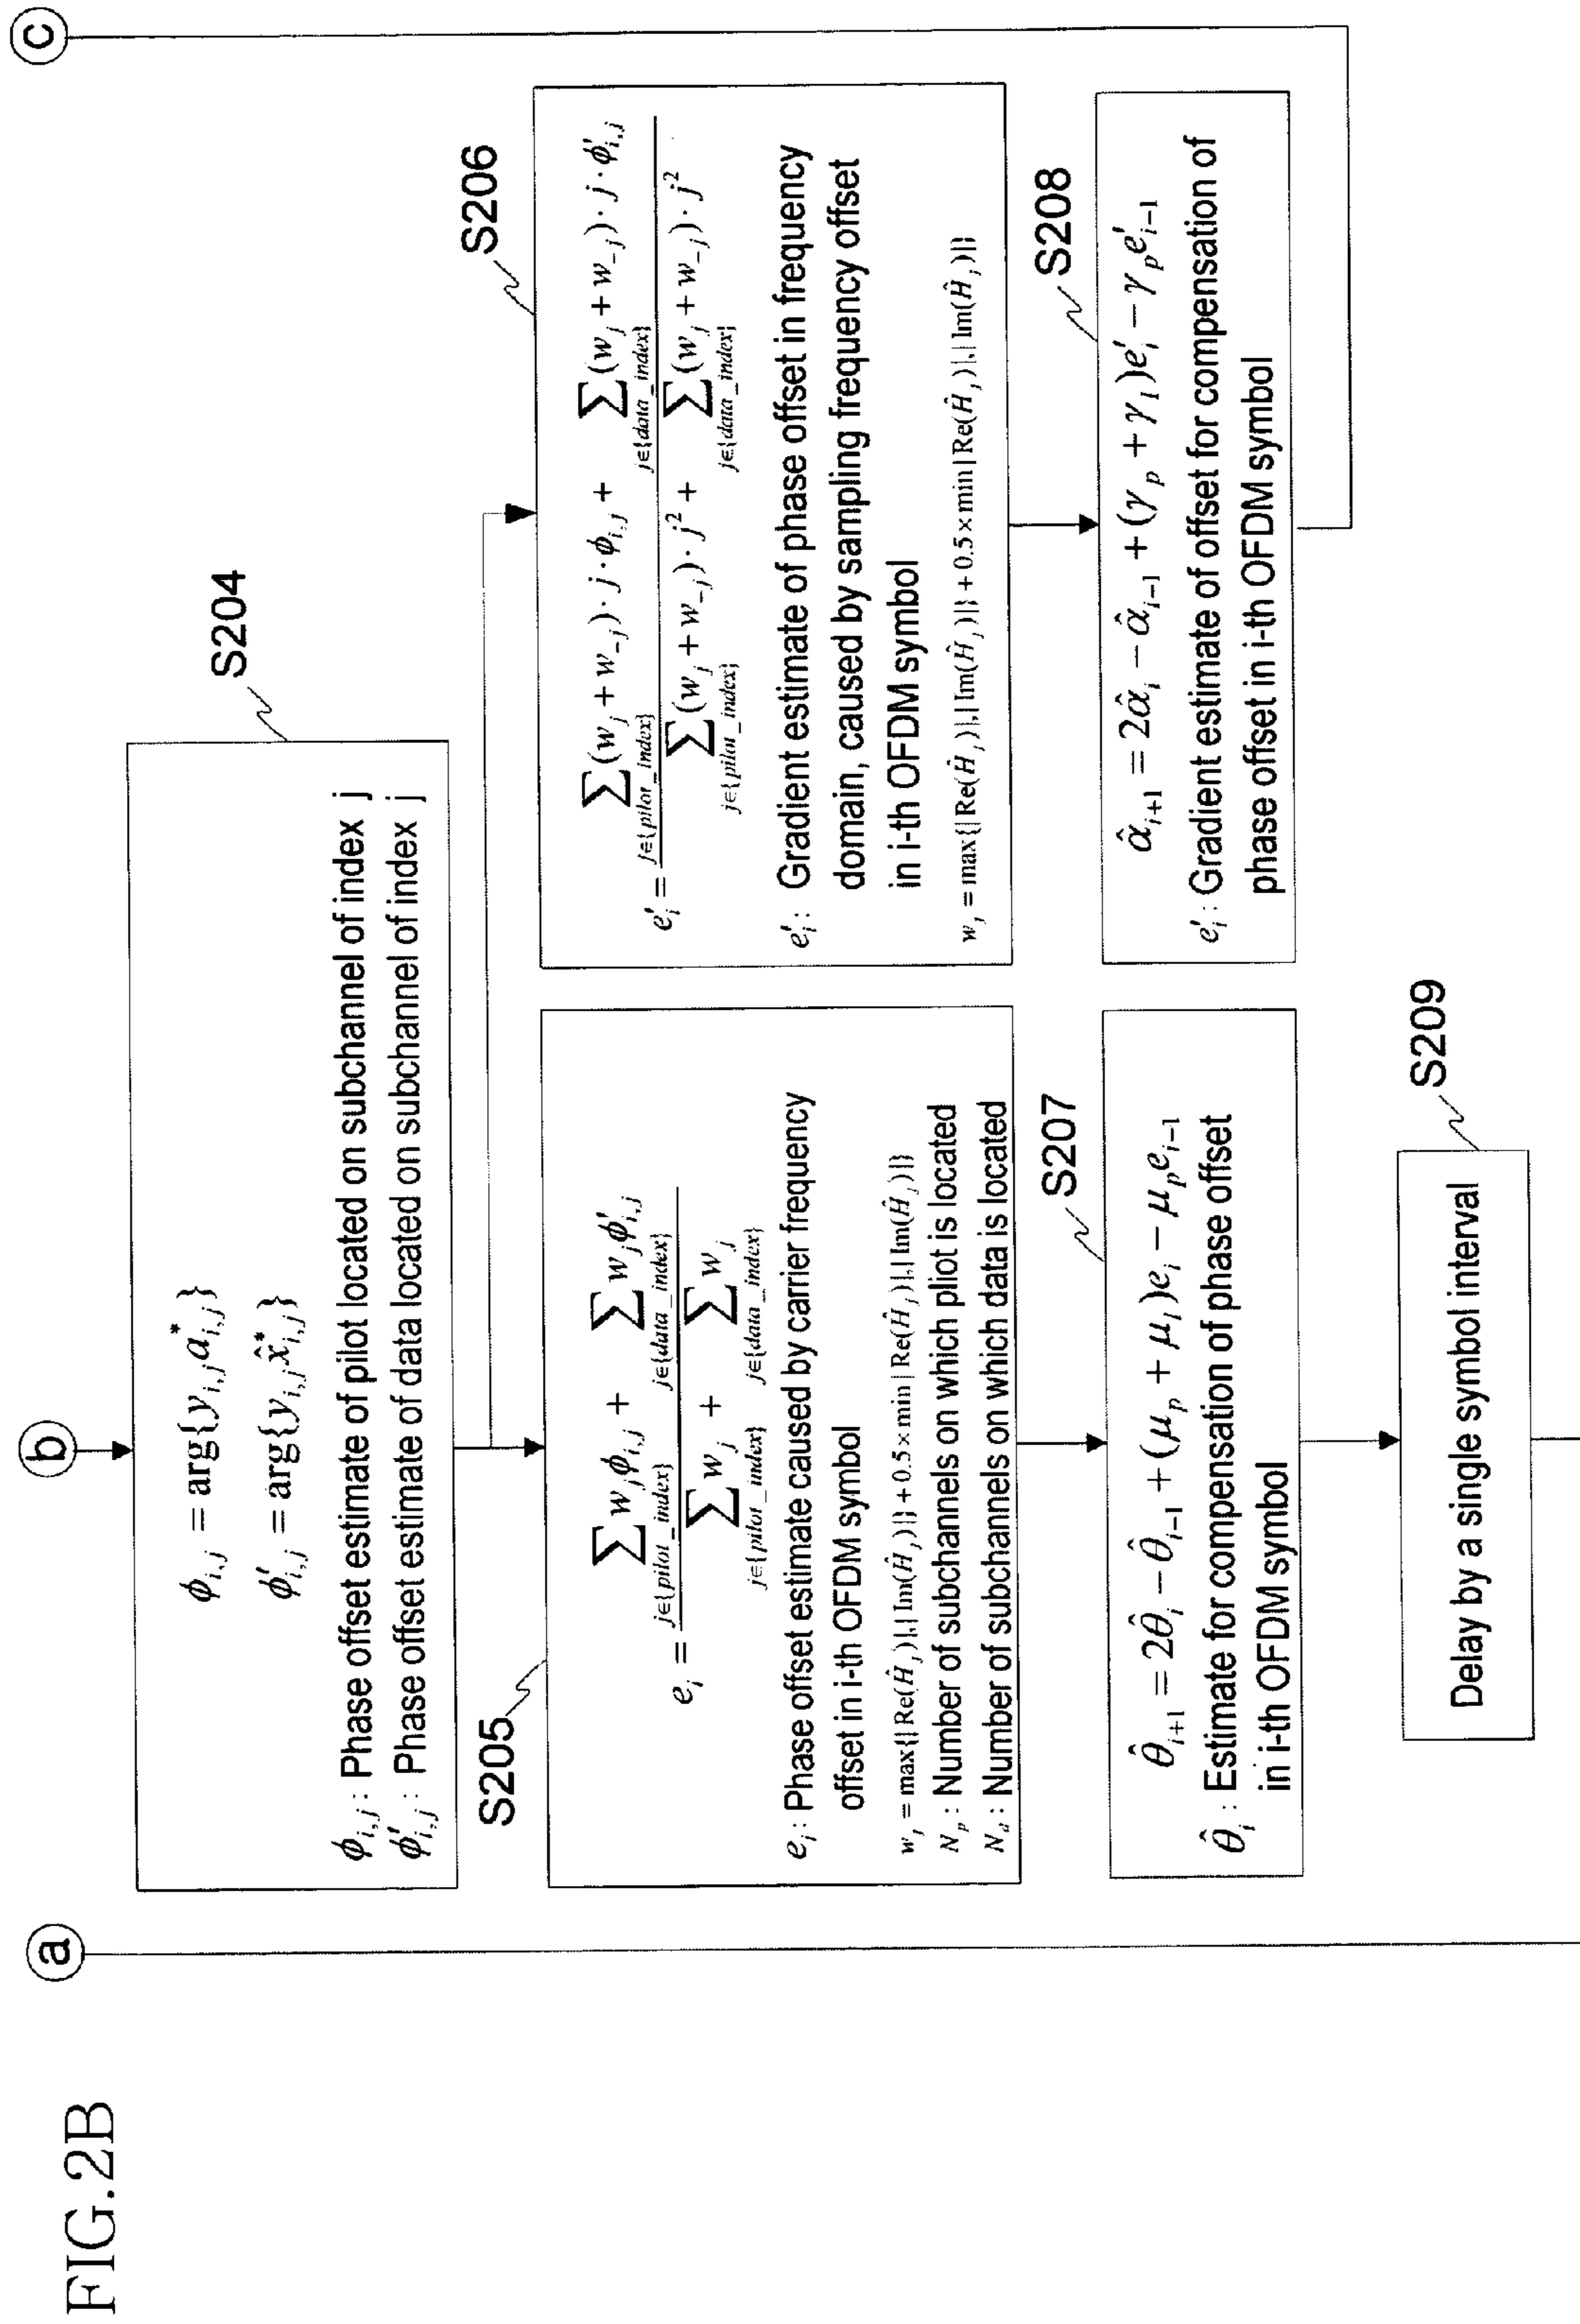 FIG.2B
ⓐ
ⓑ
ⓒ
S204
ϕ_{i,j} = arg{y_{i,j} a*_{i,j}}
ϕ'_{i,j} = arg{y_{i,j} x̂*_{i,j}}
ϕ_{i,j} : Phase offset estimate of pilot located on subchannel of index j
ϕ'_{i,j} : Phase offset estimate of data located on subchannel of index j
S205
e_i = (∑_{j∈{pilot_index}} w_j ϕ_{i,j} + ∑_{j∈{data_index}} w_j ϕ'_{i,j}) / (∑_{j∈{pilot_index}} w_j + ∑_{j∈{data_index}} w_j)
e_i : Phase offset estimate caused by carrier frequency
offset in i-th OFDM symbol
w_j = max{|Re(Ĥ_j)|,|Im(Ĥ_j)|} + 0.5×min|Re(Ĥ_j)|,|Im(Ĥ_j)|}
N_p : Number of subchannels on which pliot is located
N_d : Number of subchannels on which data is located
S206
e'_i = (∑_{j∈{pilot_index}} (w_j + w_{-j})·j·ϕ_{i,j} + ∑_{j∈{data_index}} (w_j + w_{-j})·j·ϕ'_{i,j}) / (∑_{j∈{pilot_index}} (w_j + w_{-j})·j² + ∑_{j∈{data_index}} (w_j + w_{-j})·j²)
e'_i : Gradient estimate of phase offset in frequency
domain, caused by sampling frequency offset
in i-th OFDM symbol
w_j = max{|Re(Ĥ_j)|,|Im(Ĥ_j)|} + 0.5×min|Re(Ĥ_j)|,|Im(Ĥ_j)|}
S207
θ̂_{i+1} = 2θ̂_i − θ̂_{i−1} + (μ_p + μ_I)e_i − μ_p e_{i−1}
θ̂_i : Estimate for compensation of phase offset
in i-th OFDM symbol
S208
α̂_{i+1} = 2α̂_i − α̂_{i−1} + (γ_p + γ_I)e'_i − γ_p e'_{i−1}
e'_i : Gradient estimate of offset for compensation of
phase offset in i-th OFDM symbol
S209
Delay by a single symbol interval